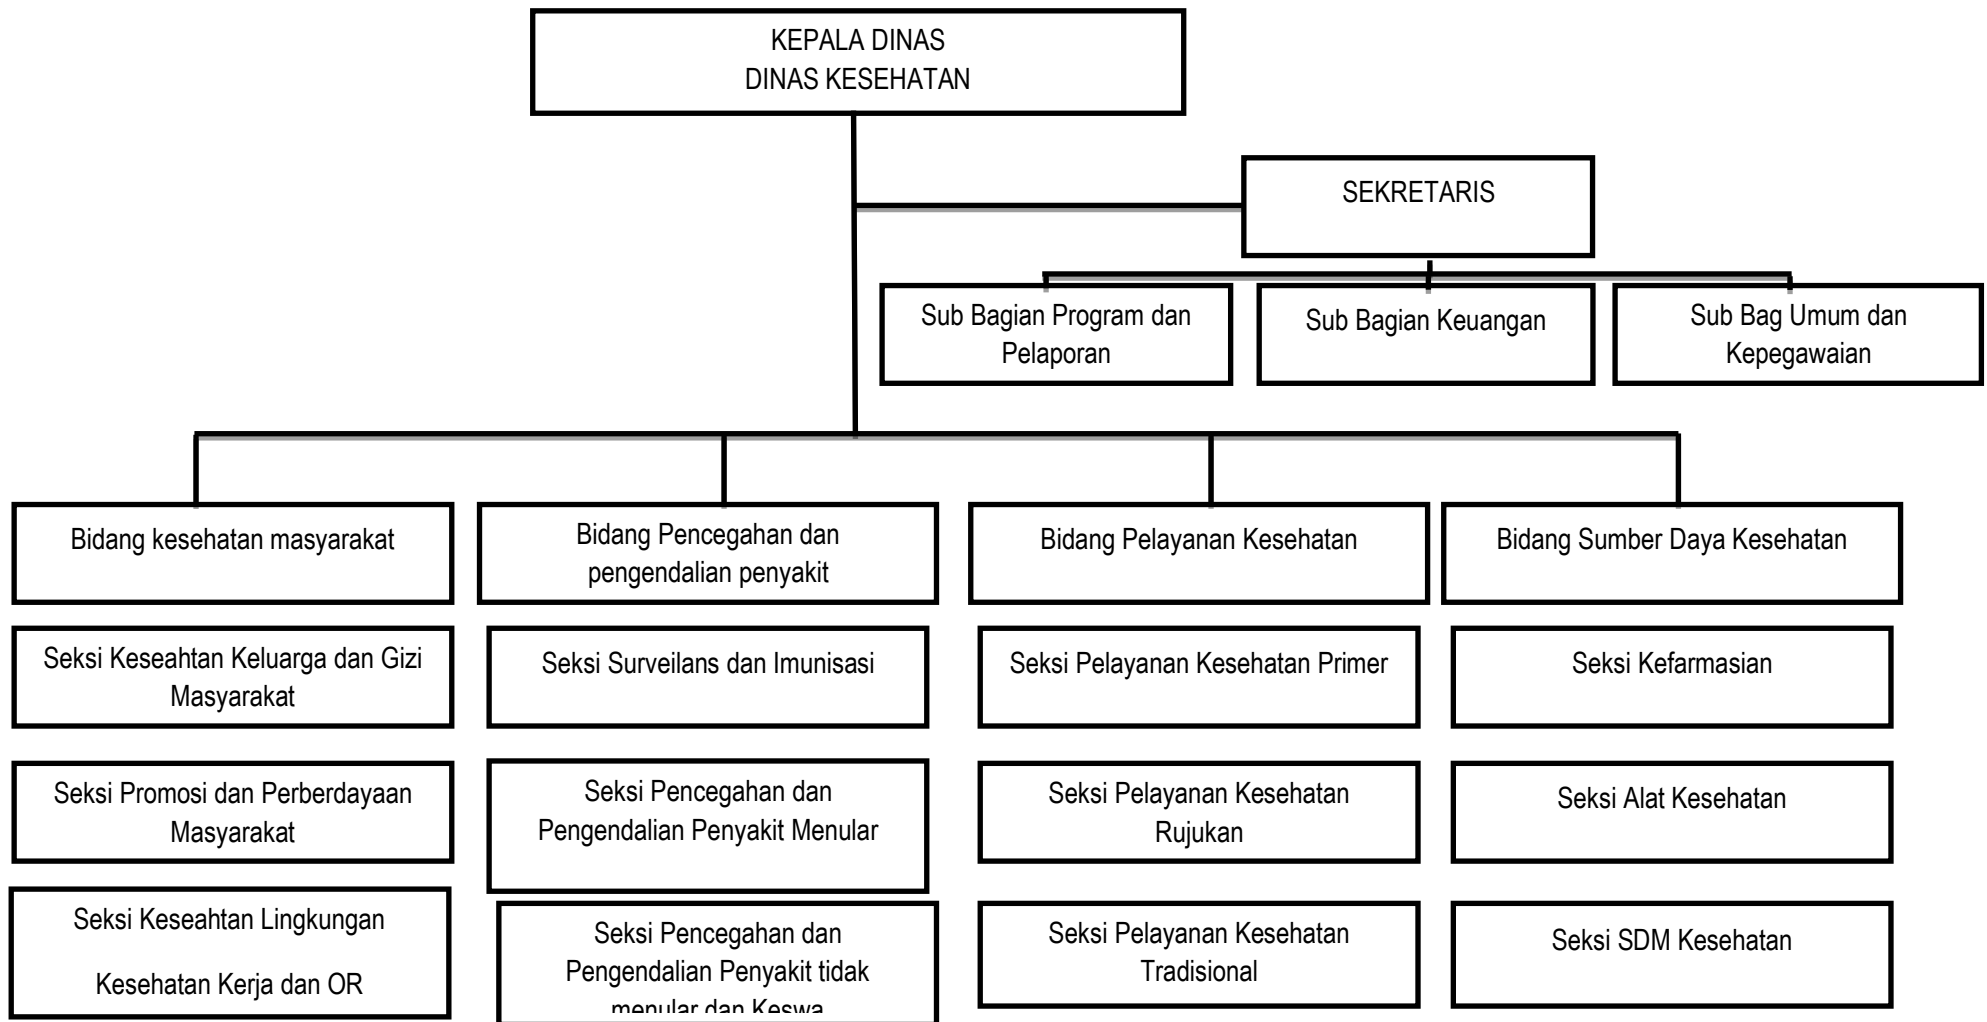 KEPALA DINAS
DINAS KESEHATAN
SEKRETARIS
Sub Bagian Program dan
Pelaporan
Sub Bagian Keuangan
Sub Bag Umum dan
Kepegawaian
Bidang kesehatan masyarakat
Bidang Pencegahan dan
pengendalian penyakit
Bidang Pelayanan Kesehatan
Bidang Sumber Daya Kesehatan
Seksi Keseahtan Keluarga dan Gizi
Masyarakat
Seksi Surveilans dan Imunisasi
Seksi Pelayanan Kesehatan Primer
Seksi Kefarmasian
Seksi Promosi dan Perberdayaan
Masyarakat
Seksi Pencegahan dan
Pengendalian Penyakit Menular
Seksi Pelayanan Kesehatan
Rujukan
Seksi Alat Kesehatan
Seksi Keseahtan Lingkungan
Kesehatan Kerja dan OR
Seksi Pencegahan dan
Pengendalian Penyakit tidak
menular dan Keswa
Seksi Pelayanan Kesehatan
Tradisional
Seksi SDM Kesehatan